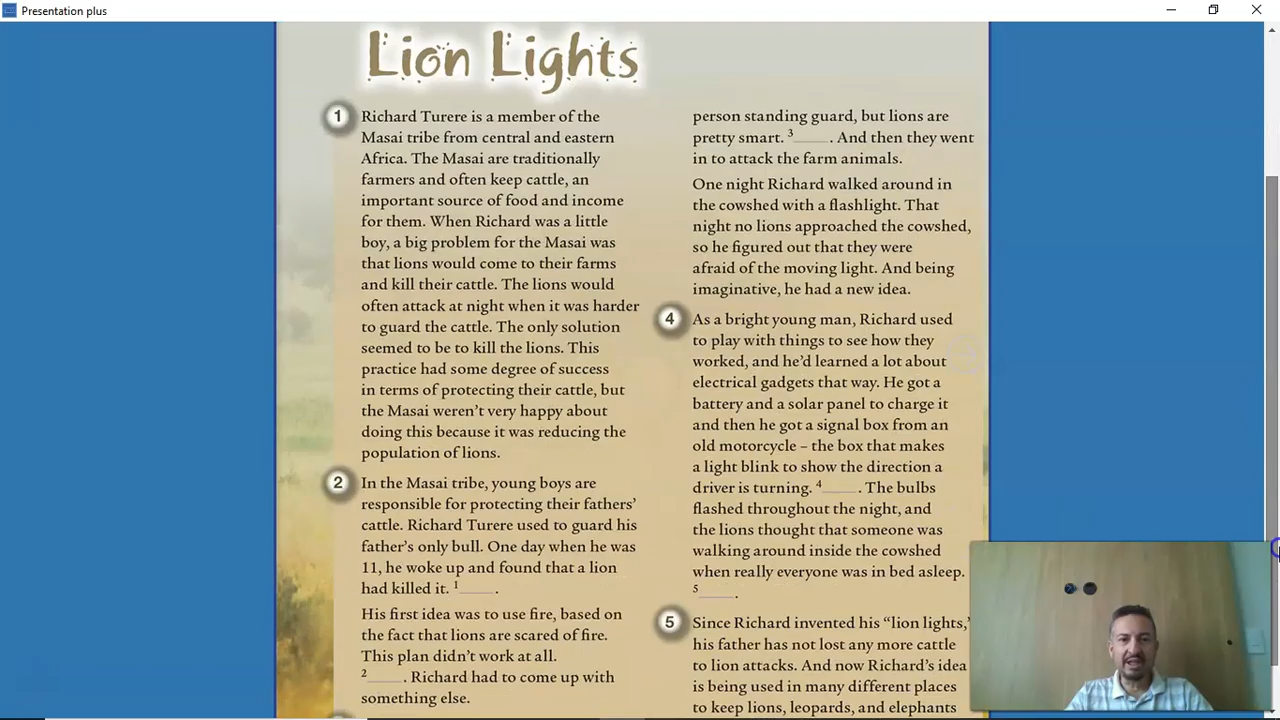 Presentation plus
Lion Lights
1 Richard Turere is a member of the
Masai tribe from central and eastern
Africa. The Masai are traditionally
farmers and often keep cattle, an
important source of food and income
for them. When Richard was a little
boy, a big problem for the Masai was
that lions would come to their farms
and kill their cattle. The lions would
often attack at night when it was harder
to guard the cattle. The only solution
seemed to be to kill the lions. This
practice had some degree of success
in terms of protecting their cattle, but
the Masai weren't very happy about
doing this because it was reducing the
population of lions.
2 In the Masai tribe, young boys are
responsible for protecting their fathers'
cattle. Richard Turere used to guard his
father's only bull. One day when he was
11, he woke up and found that a lion
had killed it. 1____.
His first idea was to use fire, based on
the fact that lions are scared of fire.
This plan didn't work at all.
2____. Richard had to come up with
something else.
person standing guard, but lions are
pretty smart. 3____. And then they went
in to attack the farm animals.
One night Richard walked around in
the cowshed with a flashlight. That
night no lions approached the cowshed,
so he figured out that they were
afraid of the moving light. And being
imaginative, he had a new idea.
4 As a bright young man, Richard used
to play with things to see how they
worked, and he'd learned a lot about
electrical gadgets that way. He got a
battery and a solar panel to charge it
and then he got a signal box from an
old motorcycle – the box that makes
a light blink to show the direction a
driver is turning. 4____. The bulbs
flashed throughout the night, and
the lions thought that someone was
walking around inside the cowshed
when really everyone was in bed asleep.
5____.
5 Since Richard invented his "lion lights,"
his father has not lost any more cattle
to lion attacks. And now Richard's idea
is being used in many different places
to keep lions, leopards, and elephants